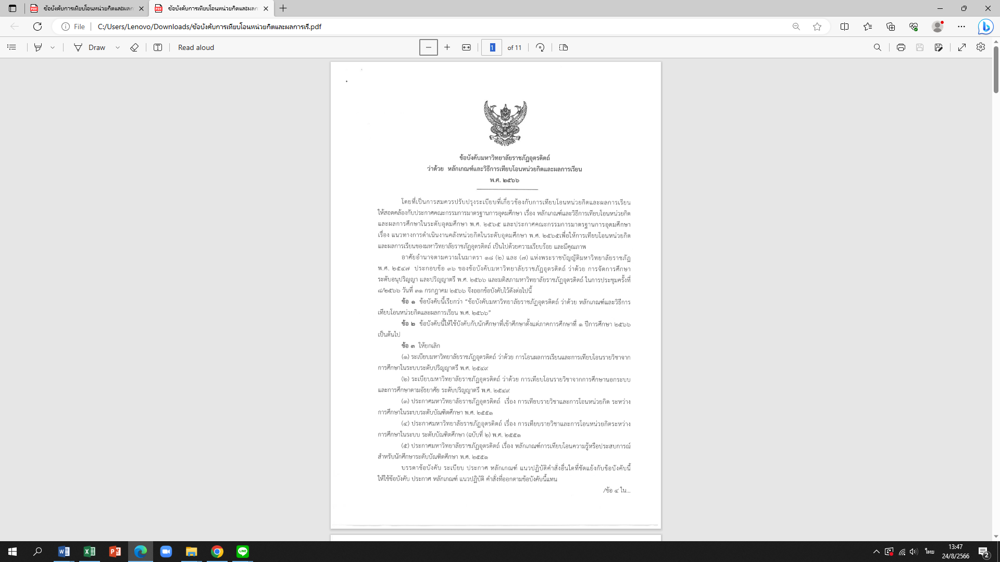 ข้อบังคับการเทียบโอนหน่วยกิตและผลก
ข้อบังคับการเทียบโอนหน่วยกิตและผลก
File
C:/Users/Lenovo/Downloads/ข้อบังคับการเทียบโอนหน่วยกิตและผลการเรี.pdf
Draw
Read aloud
1 of 11
ข้อบังคับมหาวิทยาลัยราชภัฏอุตรดิตถ์
ว่าด้วย หลักเกณฑ์และวิธีการเทียบโอนหน่วยกิตและผลการเรียน
พ.ศ. ๒๕๖๖
โดยที่เป็นการสมควรปรับปรุงระเบียบที่เกี่ยวข้องกับการเทียบโอนหน่วยกิตและผลการเรียน
ให้สอดคล้องกับประกาศคณะกรรมการมาตรฐานการอุดมศึกษา เรื่อง หลักเกณฑ์และวิธีการเทียบโอนหน่วยกิต
และผลการศึกษาในระดับอุดมศึกษา พ.ศ. ๒๕๖๕ และประกาศคณะกรรมการมาตรฐานการอุดมศึกษา
เรื่อง แนวทางการดำเนินงานคลังหน่วยกิตในระดับอุดมศึกษา พ.ศ. ๒๕๖๕เพื่อให้การเทียบโอนหน่วยกิต
และผลการเรียนของมหาวิทยาลัยราชภัฏอุตรดิตถ์ เป็นไปด้วยความเรียบร้อย และมีคุณภาพ
อาศัยอำนาจตามความในมาตรา ๑๘ (๒) และ (๗) แห่งพระราชบัญญัติมหาวิทยาลัยราชภัฏ
พ.ศ. ๒๕๔๗ ประกอบข้อ ๓๖ ของข้อบังคับมหาวิทยาลัยราชภัฏอุตรดิตถ์ ว่าด้วย การจัดการศึกษา
ระดับอนุปริญญา และปริญญาตรี พ.ศ. ๒๕๖๖ และมติสภามหาวิทยาลัยราชภัฏอุตรดิตถ์ ในการประชุมครั้งที่
๘/๒๕๖๖ วันที่ ๓๑ กรกฎาคม ๒๕๖๖ จึงออกข้อบังคับไว้ดังต่อไปนี้
ข้อ ๑ ข้อบังคับนี้เรียกว่า “ข้อบังคับมหาวิทยาลัยราชภัฏอุตรดิตถ์ ว่าด้วย หลักเกณฑ์และวิธีการ
เทียบโอนหน่วยกิตและผลการเรียน พ.ศ. ๒๕๖๖”
ข้อ ๒ ข้อบังคับนี้ให้ใช้บังคับกับนักศึกษาที่เข้าศึกษาตั้งแต่ภาคการศึกษาที่ ๑ ปีการศึกษา ๒๕๖๖
เป็นต้นไป
ข้อ ๓ ให้ยกเลิก
(๑) ระเบียบมหาวิทยาลัยราชภัฏอุตรดิตถ์ ว่าด้วย การโอนผลการเรียนและการเทียบโอนรายวิชาจาก
การศึกษาในระบบระดับปริญญาตรี พ.ศ. ๒๕๔๙
(๒) ระเบียบมหาวิทยาลัยราชภัฏอุตรดิตถ์ ว่าด้วย การเทียบโอนรายวิชาจากการศึกษานอกระบบ
และการศึกษาตามอัธยาศัย ระดับปริญญาตรี พ.ศ. ๒๕๔๙
(๓) ประกาศมหาวิทยาลัยราชภัฏอุตรดิตถ์ เรื่อง การเทียบรายวิชาและการโอนหน่วยกิต ระหว่าง
การศึกษาในระบบระดับบัณฑิตศึกษา พ.ศ. ๒๕๕๑
(๔) ประกาศมหาวิทยาลัยราชภัฏอุตรดิตถ์ เรื่อง การเทียบรายวิชาและการโอนหน่วยกิตระหว่าง
การศึกษาในระบบ ระดับบัณฑิตศึกษา (ฉบับที่ ๒) พ.ศ. ๒๕๕๑
(๕) ประกาศมหาวิทยาลัยราชภัฏอุตรดิตถ์ เรื่อง หลักเกณฑ์การเทียบโอนความรู้หรือประสบการณ์
สำหรับนักศึกษาระดับบัณฑิตศึกษา พ.ศ. ๒๕๕๑
บรรดาข้อบังคับ ระเบียบ ประกาศ หลักเกณฑ์ แนวปฏิบัติคำสั่งอื่นใดที่ขัดแย้งกับข้อบังคับนี้
ให้ใช้ข้อบังคับ ประกาศ หลักเกณฑ์ แนวปฏิบัติ คำสั่งที่ออกตามข้อบังคับนี้แทน
/ข้อ ๔ ใน...
ไทย
13:47
24/8/2566
2